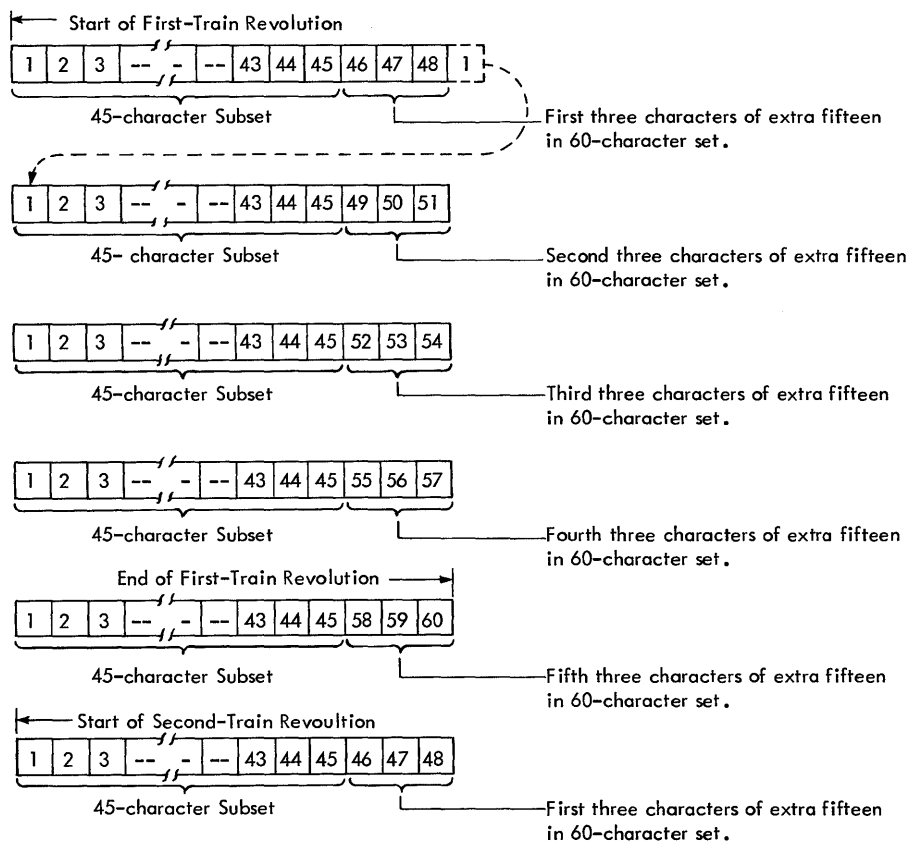 Start of First-Train Revolution
1 2 3 -- - -- 43 44 45 46 47 48 1
45-character Subset
First three characters of extra fifteen
in 60-character set.
1 2 3 -- - -- 43 44 45 49 50 51
45- character Subset
Second three characters of extra fifteen
in 60-character set.
1 2 3 -- - -- 43 44 45 52 53 54
45-character Subset
Third three characters of extra fifteen
in 60-character set.
1 2 3 -- - -- 43 44 45 55 56 57
45-character Subset
Fourth three characters of extra fifteen
in 60-character set.
End of First-Train Revolution
1 2 3 -- - -- 43 44 45 58 59 60
45-character Subset
Fifth three characters of extra fifteen
in 60-character set.
Start of Second-Train Revoultion
1 2 3 -- - -- 43 44 45 46 47 48
45-character Subset
First three characters of extra fifteen
in 60-character set.